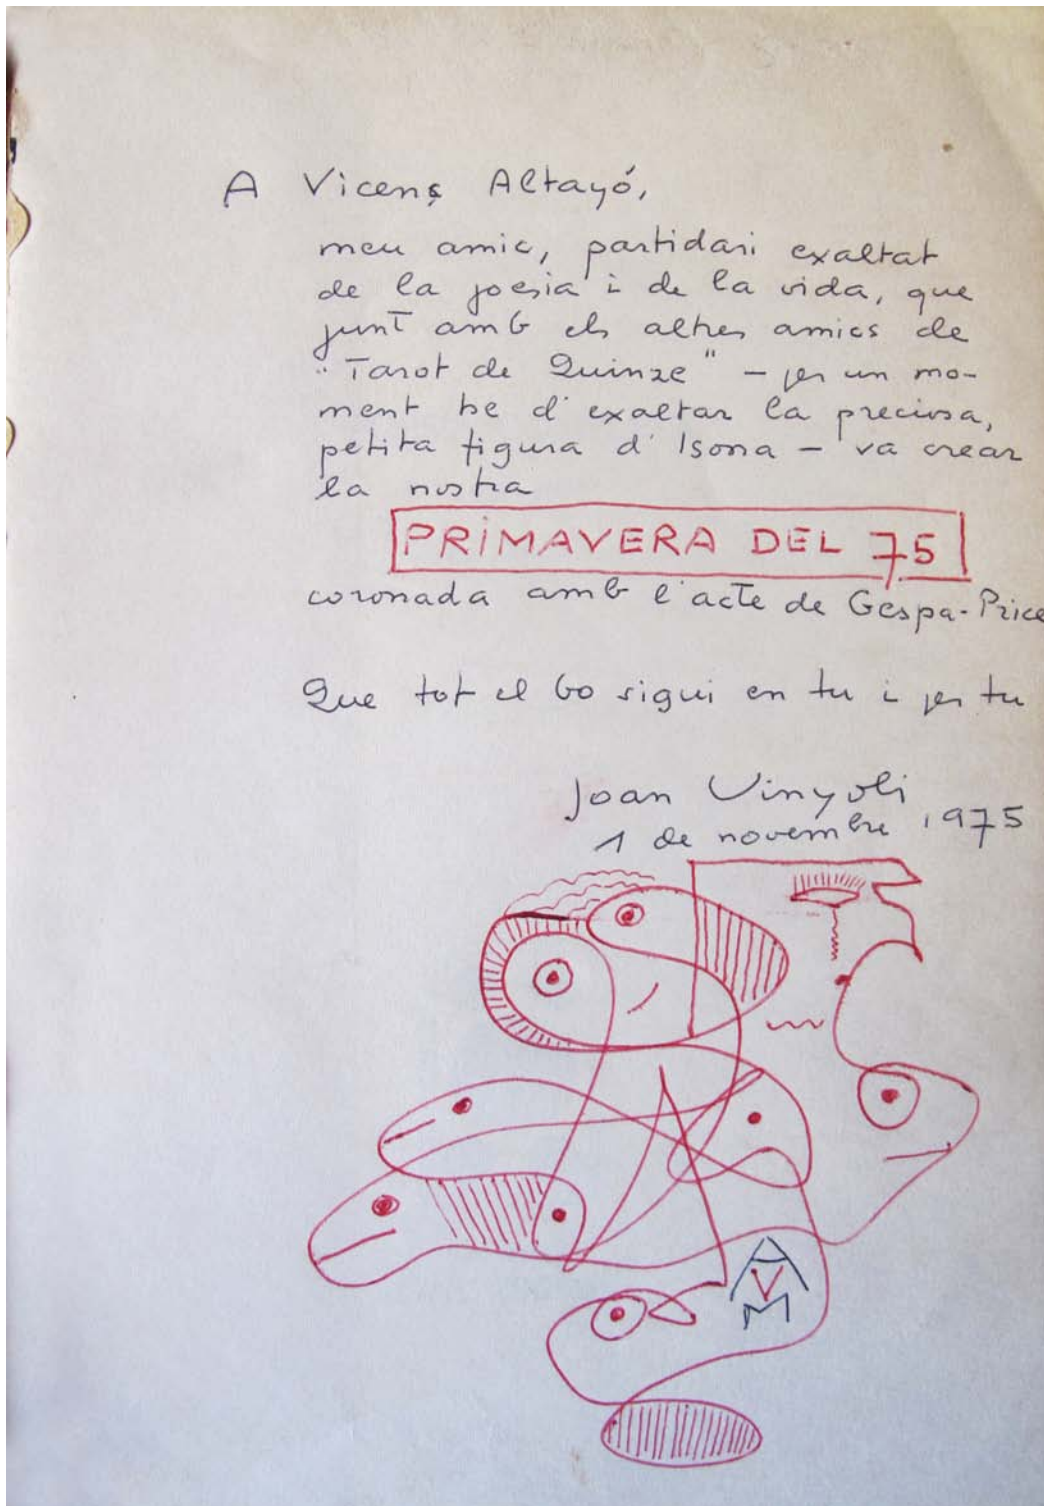 A Vicenç Altayó,
meu amic, partidari exaltat
de la poesia i de la vida, que
junt amb els altres amics de
"Tarot de Quinze" – per un mo-
ment he d'exaltar la preciosa,
petita figura d'Isona – va crear
la nostra
PRIMAVERA DEL 75
coronada amb l'acte de Gespa-Price
Que tot el bo sigui en tu i per tu
Joan Vinyoli
1 de novembre 1975
A
V
M